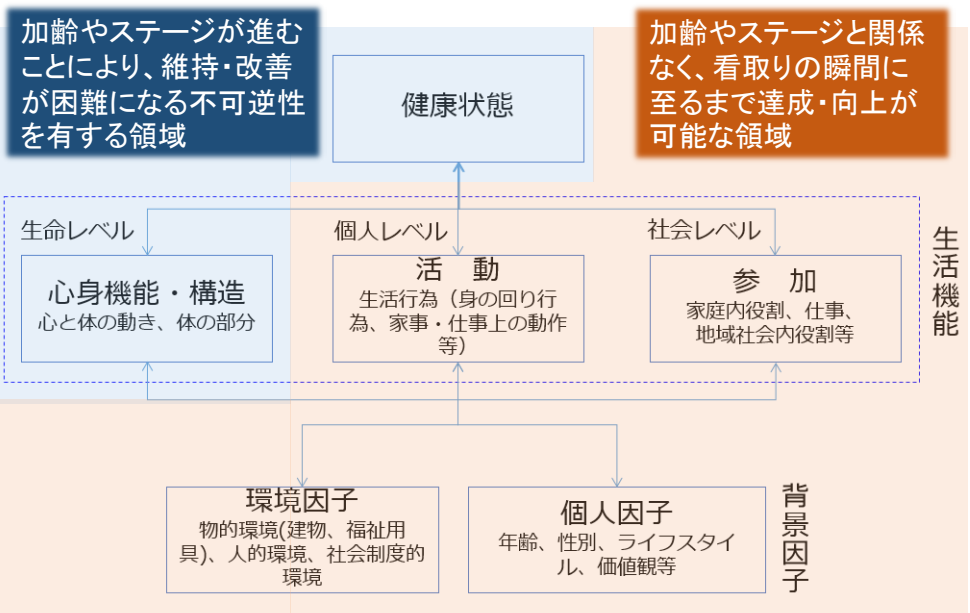 加齢やステージが進む
ことにより、維持・改善
が困難になる不可逆性
を有する領域
加齢やステージと関係
なく、看取りの瞬間に
至るまで達成・向上が
可能な領域
健康状態
生命レベル
個人レベル
社会レベル
心身機能・構造
心と体の動き、体の部分
活　動
生活行為（身の回り行
為、家事・仕事上の動作
等）
参　加
家庭内役割、仕事、
地域社会内役割等
生活機能
環境因子
物的環境(建物、福祉用
具)、人的環境、社会制度的
環境
個人因子
年齢、性別、ライフスタイ
ル、価値観等
背景因子